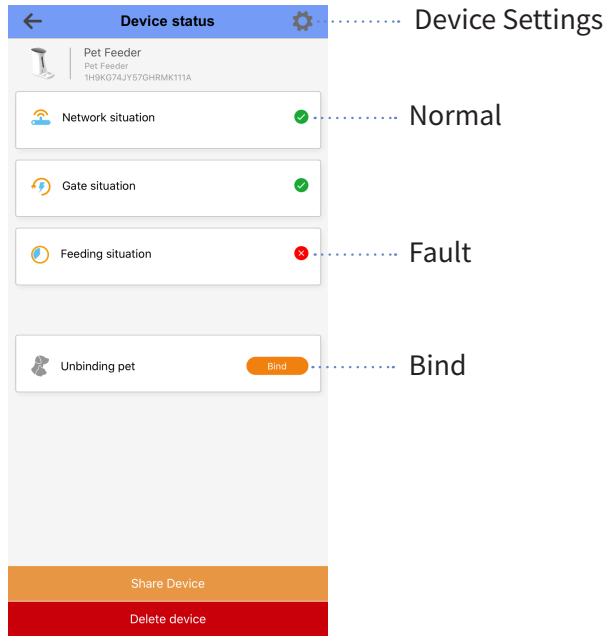 Device status
Device Settings
Pet Feeder
Pet Feeder
1H9KG74JY57GHRMK111A
Network situation
Normal
Gate situation
Feeding situation
Fault
Unbinding pet
Bind
Bind
Share Device
Delete device